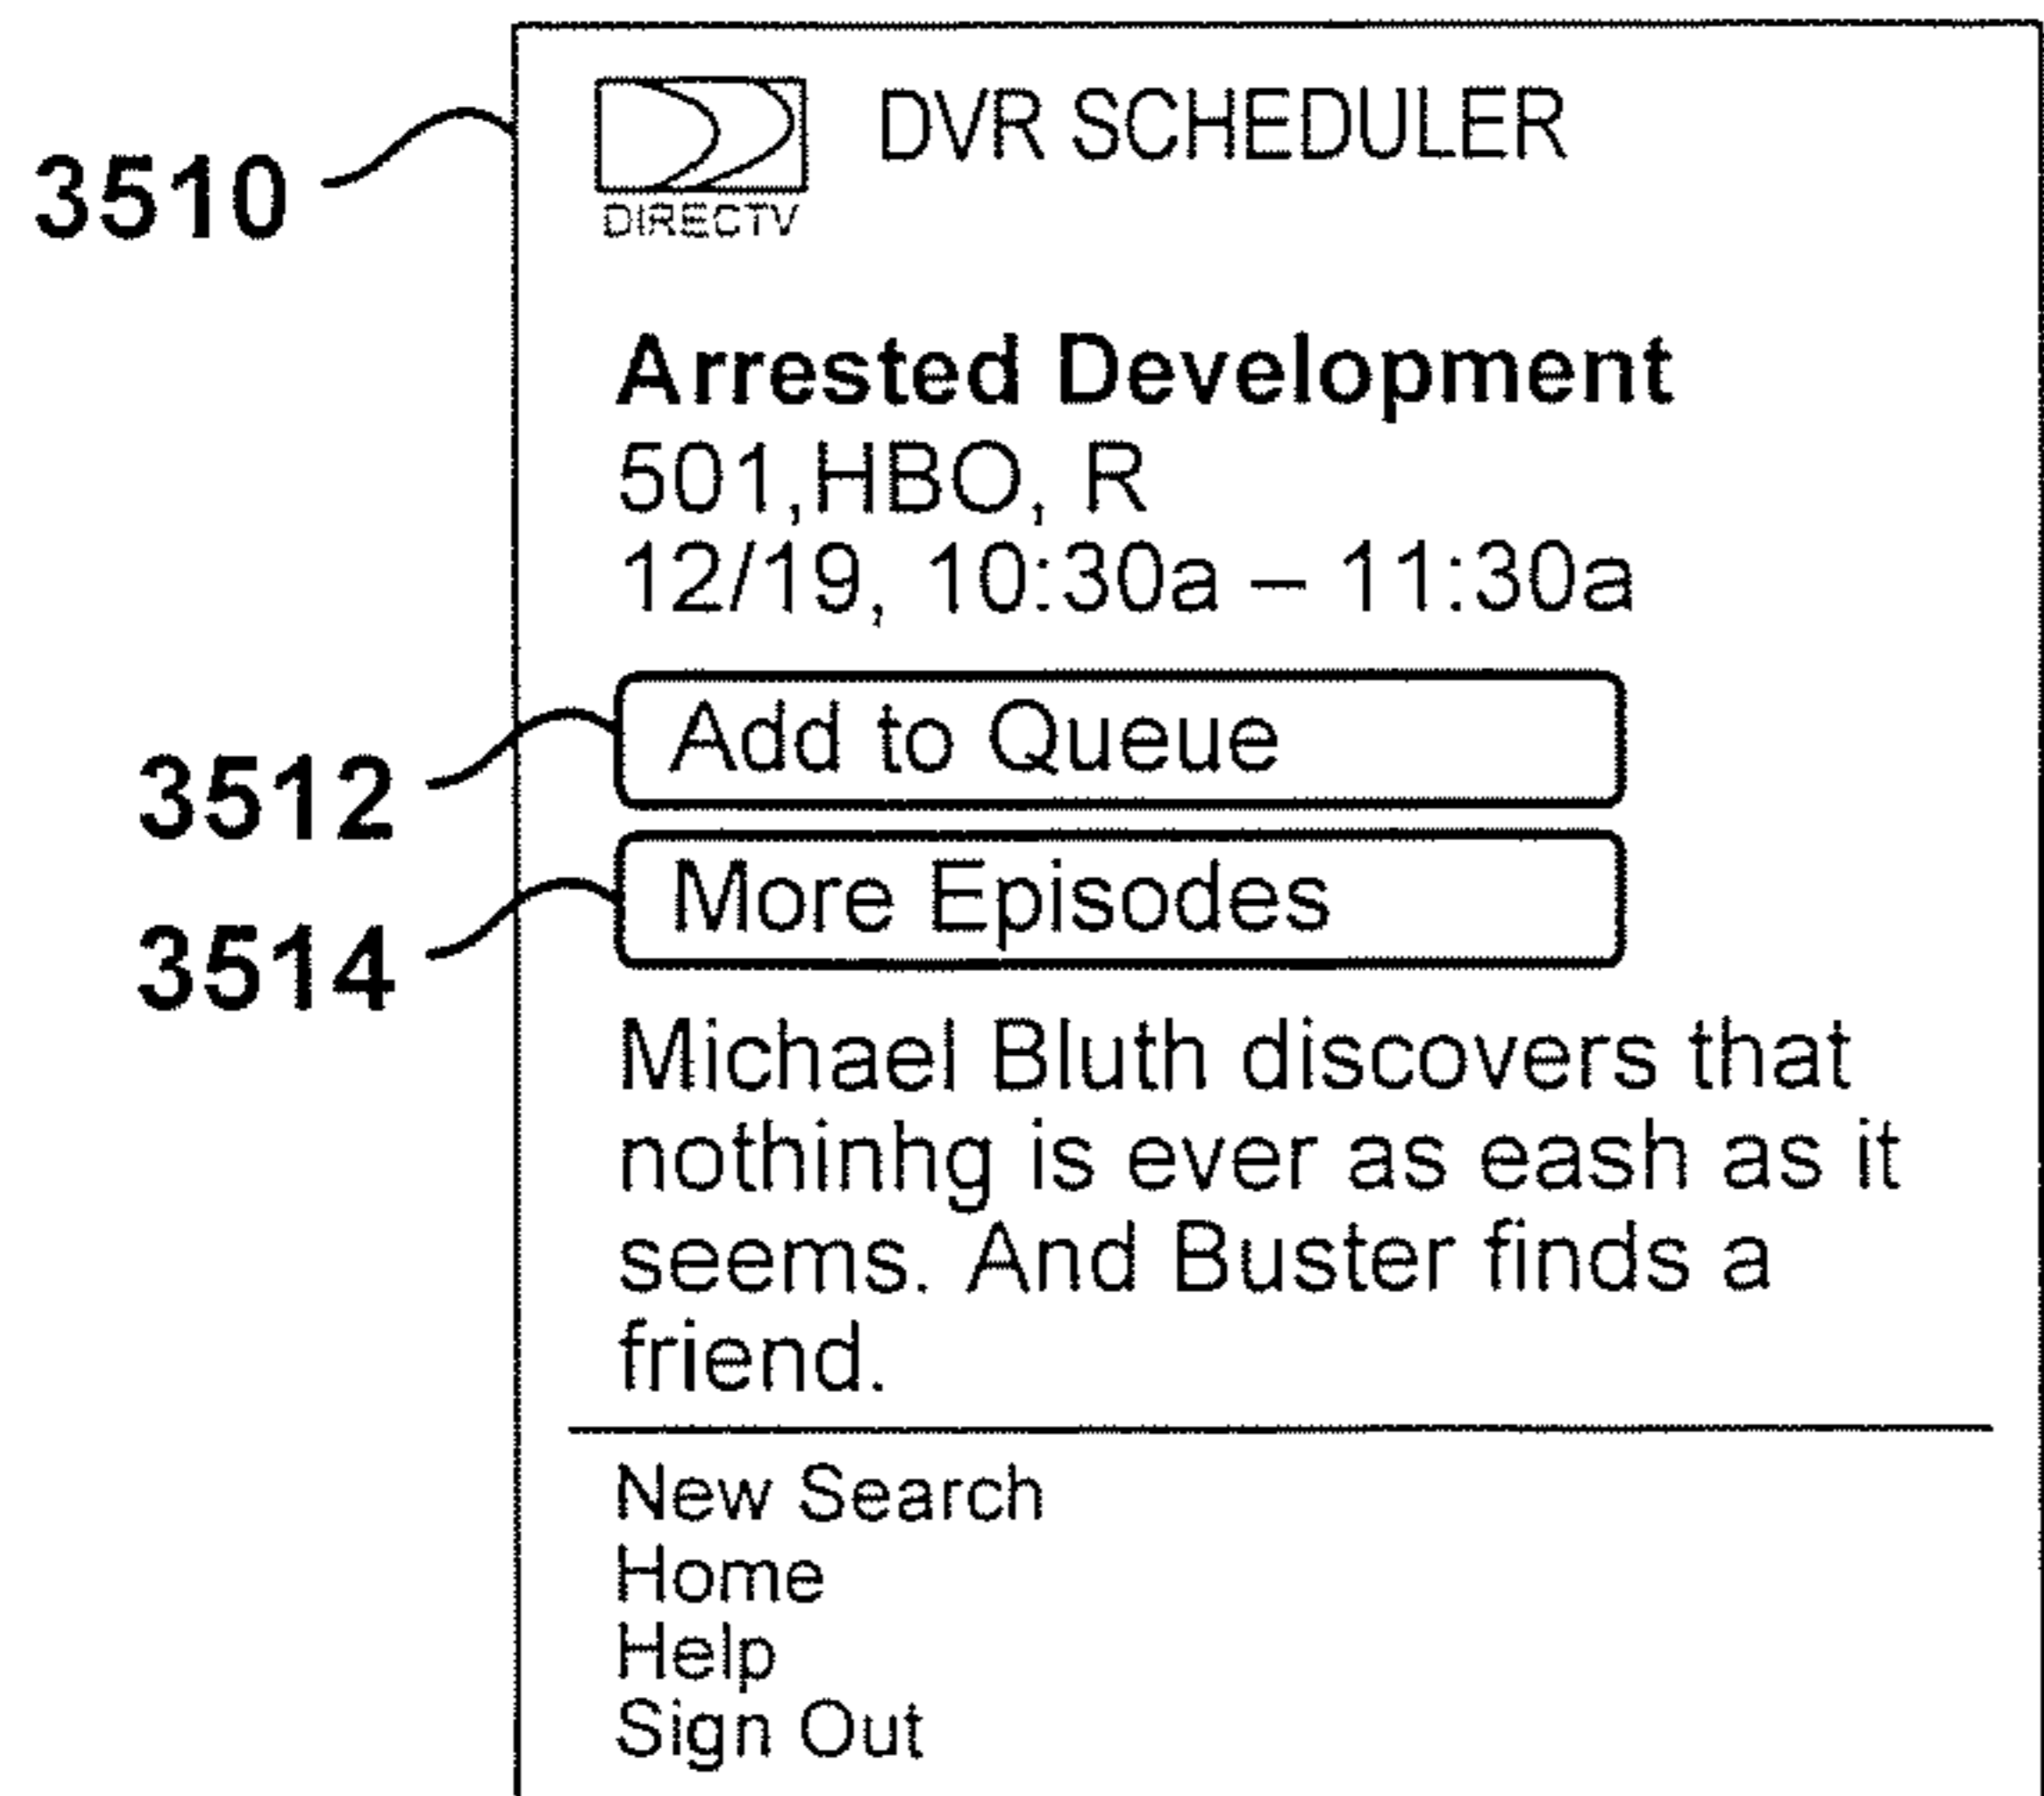 3510
DVR SCHEDULER
DIRECTV
Arrested Development
501,HBO, R
12/19, 10:30a – 11:30a
3512
Add to Queue
3514
More Episodes
Michael Bluth discovers that
nothinhg is ever as eash as it
seems. And Buster finds a
friend.
New Search
Home
Help
Sign Out